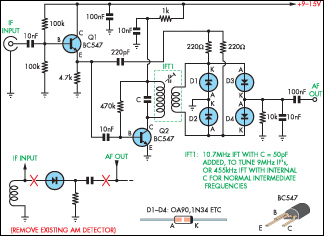 +9–15V
IF
INPUT
10nF
100k
100k
B
C
E
Q1
BC547
100nF
10nF
1k
220pF
4.7k
470k
10nF
IFT1
C
B
C
E
Q2
BC547
220Ω
220Ω
A
A
D1
D3
K
K
A
A
D2
D4
K
K
100nF
AF
OUT
10k
10nF
IF INPUT
AF OUT
(REMOVE EXISTING AM DETECTOR)
IFT1: 10.7MHz IFT WITH C = 50pF
ADDED, TO TUNE 9MHz IFs,
OR 455kHz IFT WITH INTERNAL
C FOR NORMAL INTERMEDIATE
FREQUENCIES
D1–D4: OA90,1N34 ETC
A
K
BC547
B
E
C